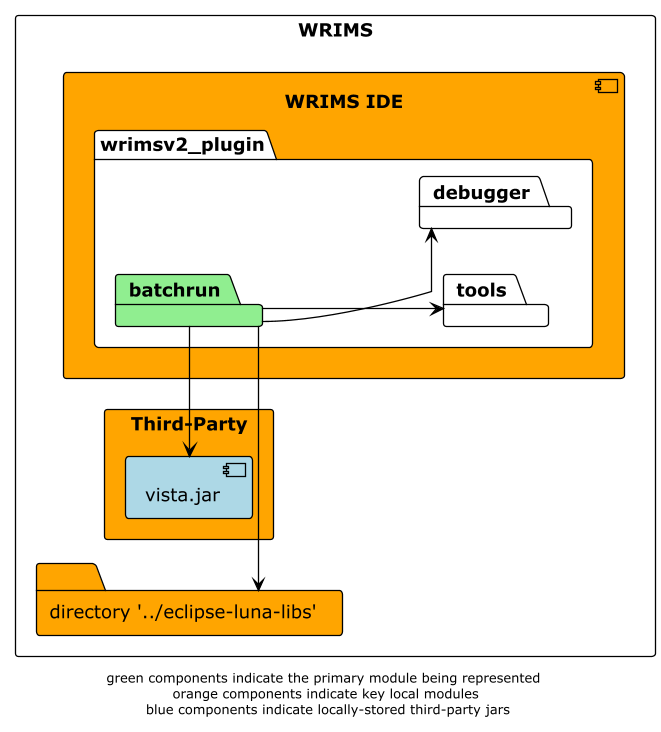 WRIMS
WRIMS IDE
wrimsv2_plugin
debugger
batchrun
tools
Third-Party
vista.jar
directory '../eclipse-luna-libs'
green components indicate the primary module being represented
orange components indicate key local modules
blue components indicate locally-stored third-party jars